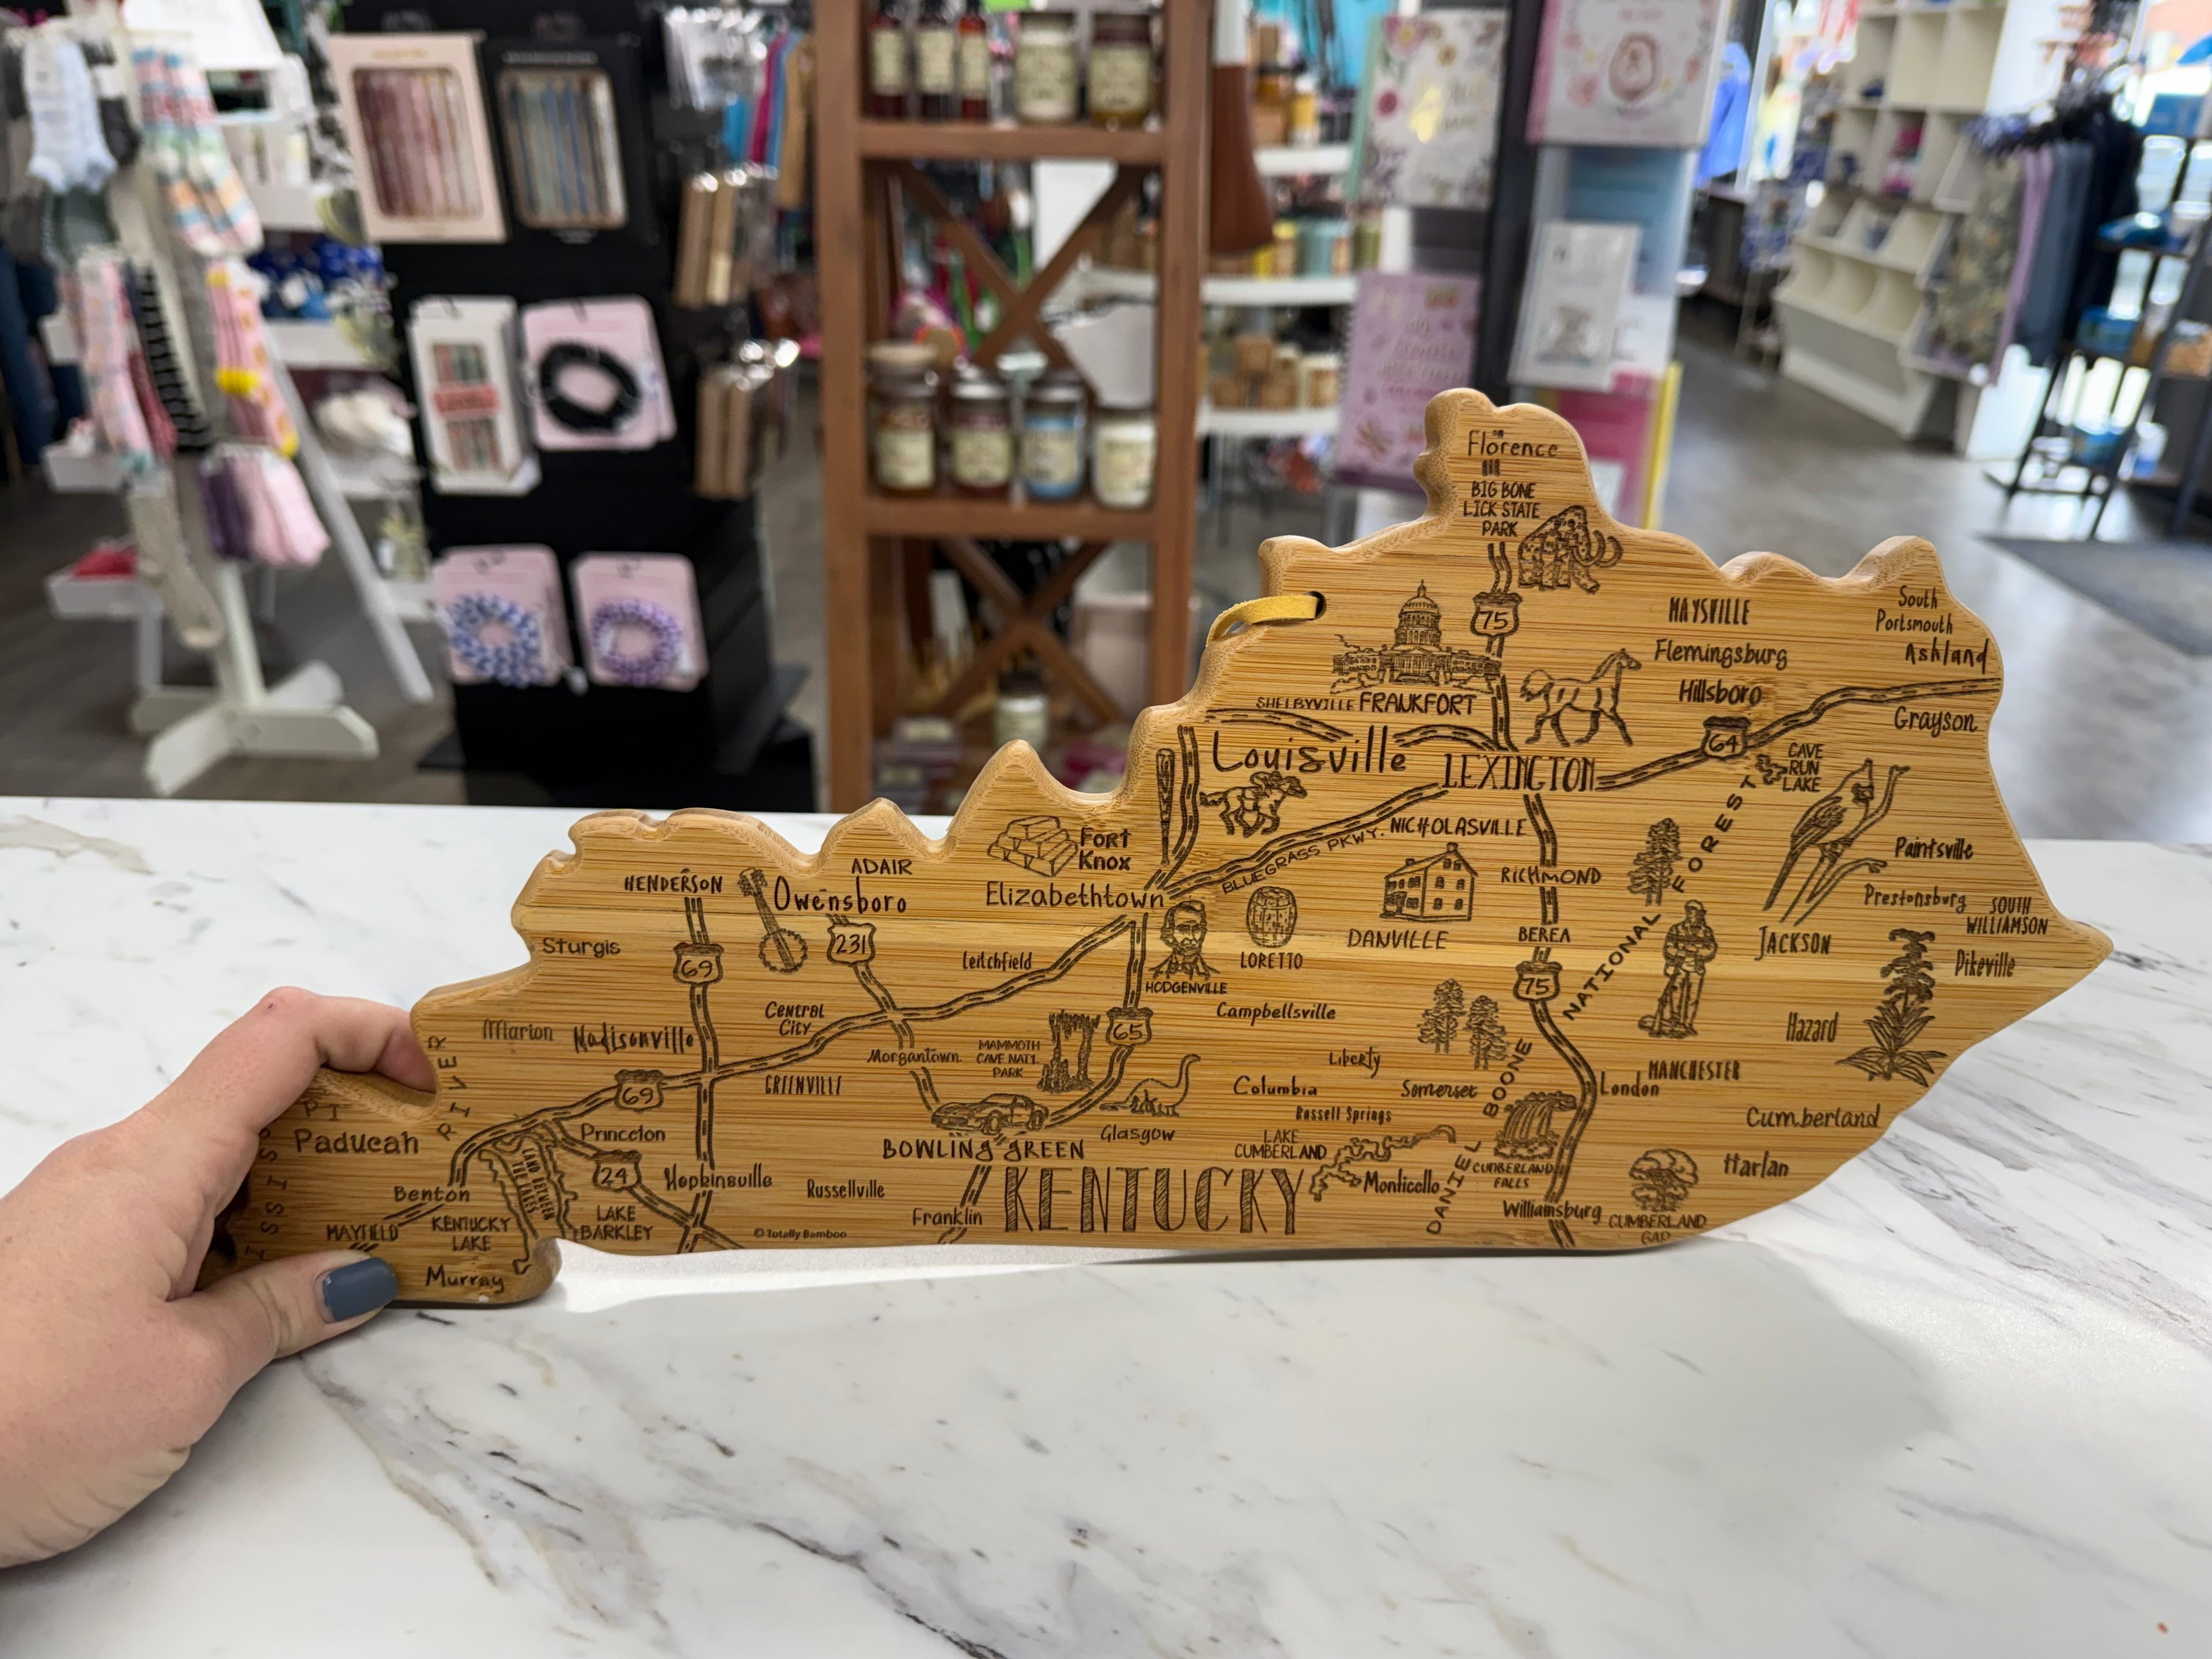 Florence
BIG BONE
LICK STATE
PARK
75
MAYSVILLE
South
Portsmouth
Flemingsburg
Ashland
Hillsboro
SHELBYVILLE FRANKFORT
Grayson
64
Louisville
LEXINGTON
CAVE
RUN
LAKE
FORT
KNOX
BLUEGRASS PKWY.
NICHOLASVILLE
Paintsville
ADAIR
HENDERSON
Owensboro
Elizabethtown
RICHMOND
Prestonsburg
SOUTH
WILLIAMSON
Sturgis
69
231
Leitchfield
LORETTO
DANVILLE
BEREA
JACKSON
Pikeville
HODGENVILLE
75
DANIEL BOONE NATIONAL FOREST
Marion
Madisonville
CENTRAL
CITY
Morgantown
MAMMOTH
CAVE NAT'L
PARK
65
Campbellsville
Hazard
Liberty
MANCHESTER
69
GREENVILLE
Columbia
Somerset
London
Russell Springs
Cumberland
RIVER
Paducah
Princeton
BOWLING GREEN
Glasgow
LAKE
CUMBERLAND
CUMBERLAND
FALLS
Harlan
LAND BETWEEN
THE LAKES
24
Hopkinsville
Russellville
KENTUCKY
Monticello
Benton
MAYFIELD
KENTUCKY
LAKE
LAKE
BARKLEY
Franklin
Williamsburg
CUMBERLAND
GAP
© Totally Bamboo
Murray